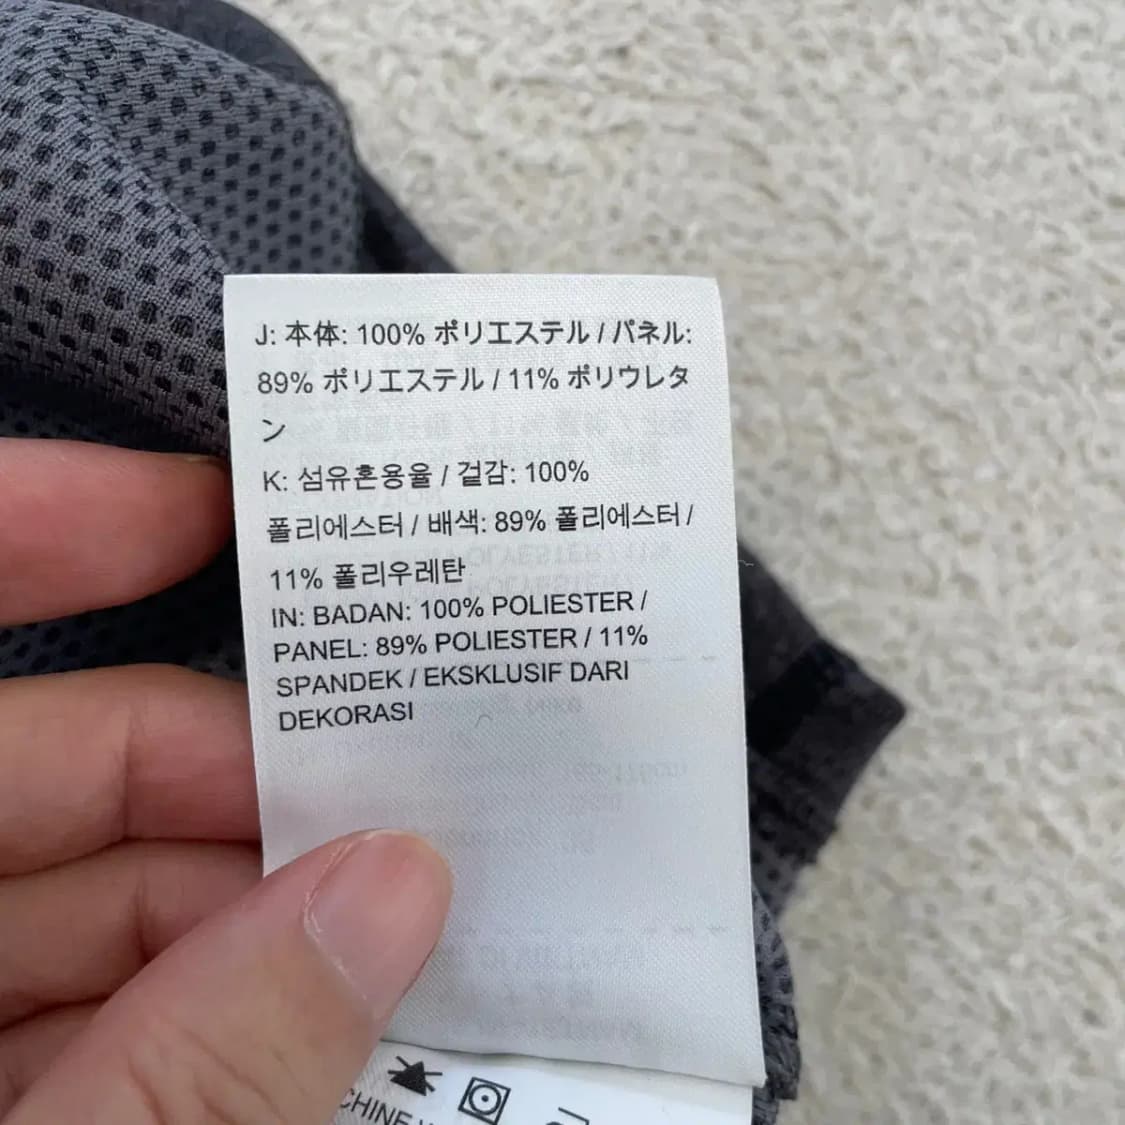 J: 本体: 100% ポリエステル / パネル:
89% ポリエステル / 11% ポリウレタ
ン
K: 섬유혼용율 / 겉감: 100%
폴리에스터 / 배색: 89% 폴리에스터 /
11% 폴리우레탄
IN: BADAN: 100% POLIESTER /
PANEL: 89% POLIESTER / 11%
SPANDEK / EKSKLUSIF DARI
DEKORASI